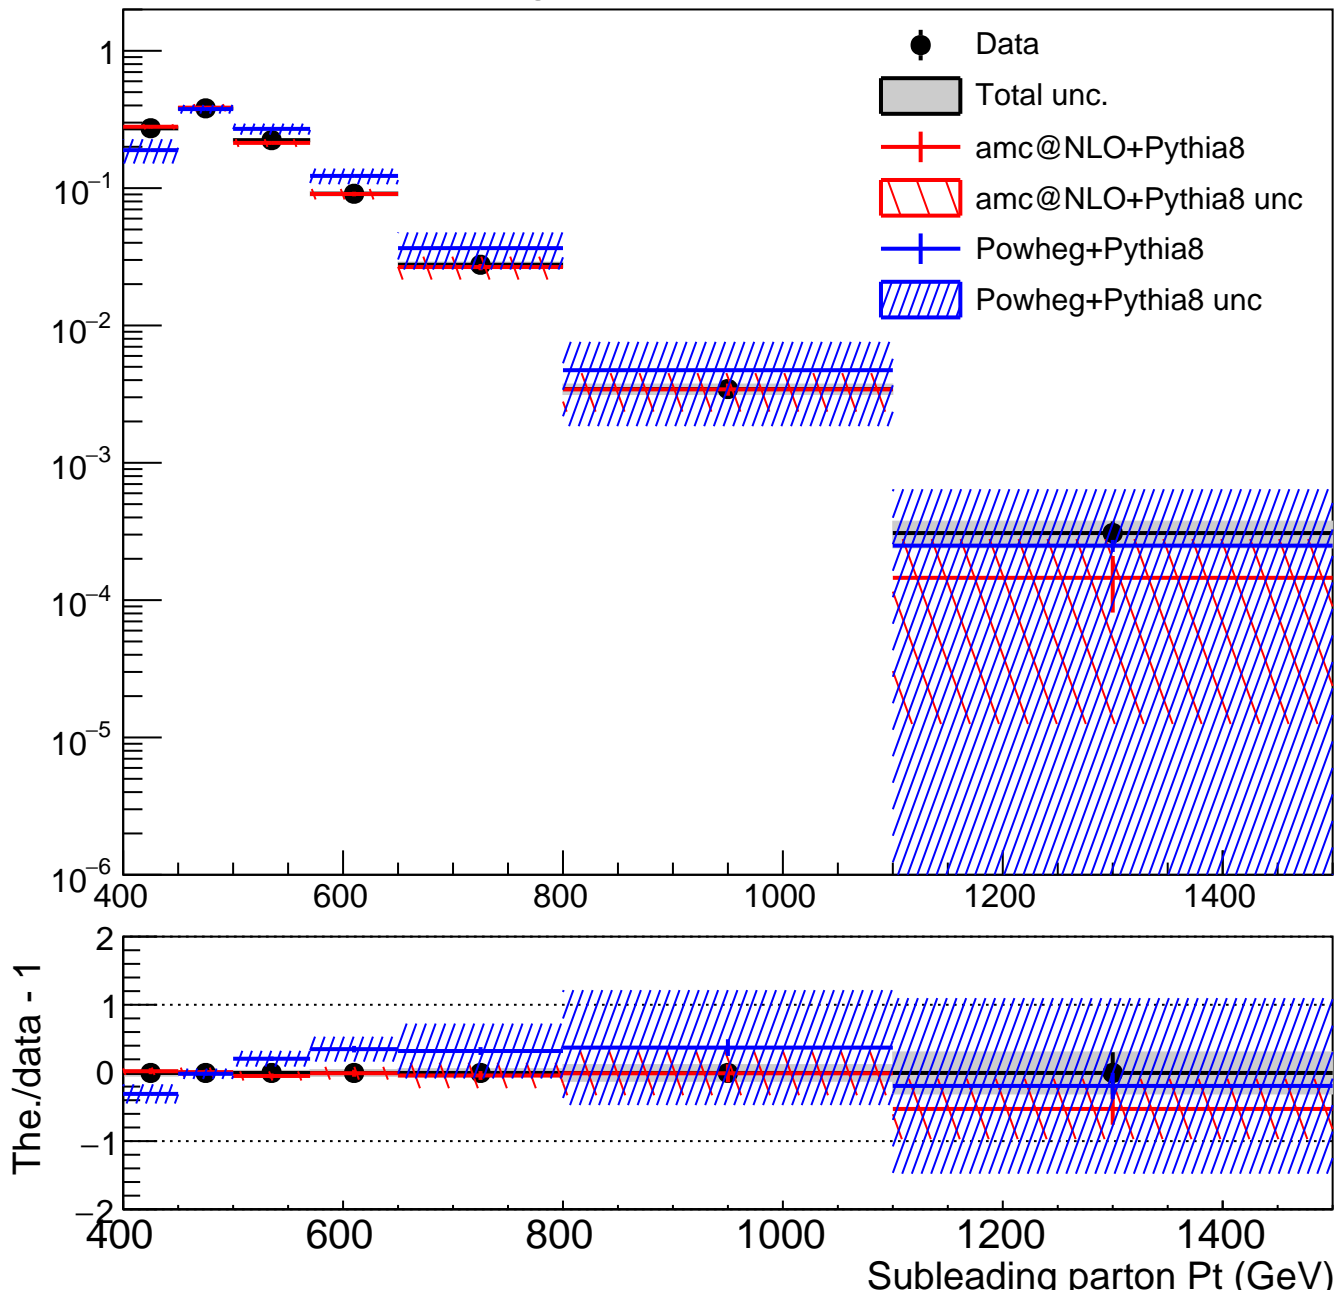 Data
Total unc.
amc@NLO+Pythia8
amc@NLO+Pythia8 unc
Powheg+Pythia8
Powheg+Pythia8 unc
1
10⁻¹
10⁻²
10⁻³
10⁻⁴
10⁻⁵
10⁻⁶
400 600 800 1000 1200 1400
The./data - 1
2
1
0
−1
−2
400 600 800 1000 1200 1400
Subleading parton Pt (GeV)